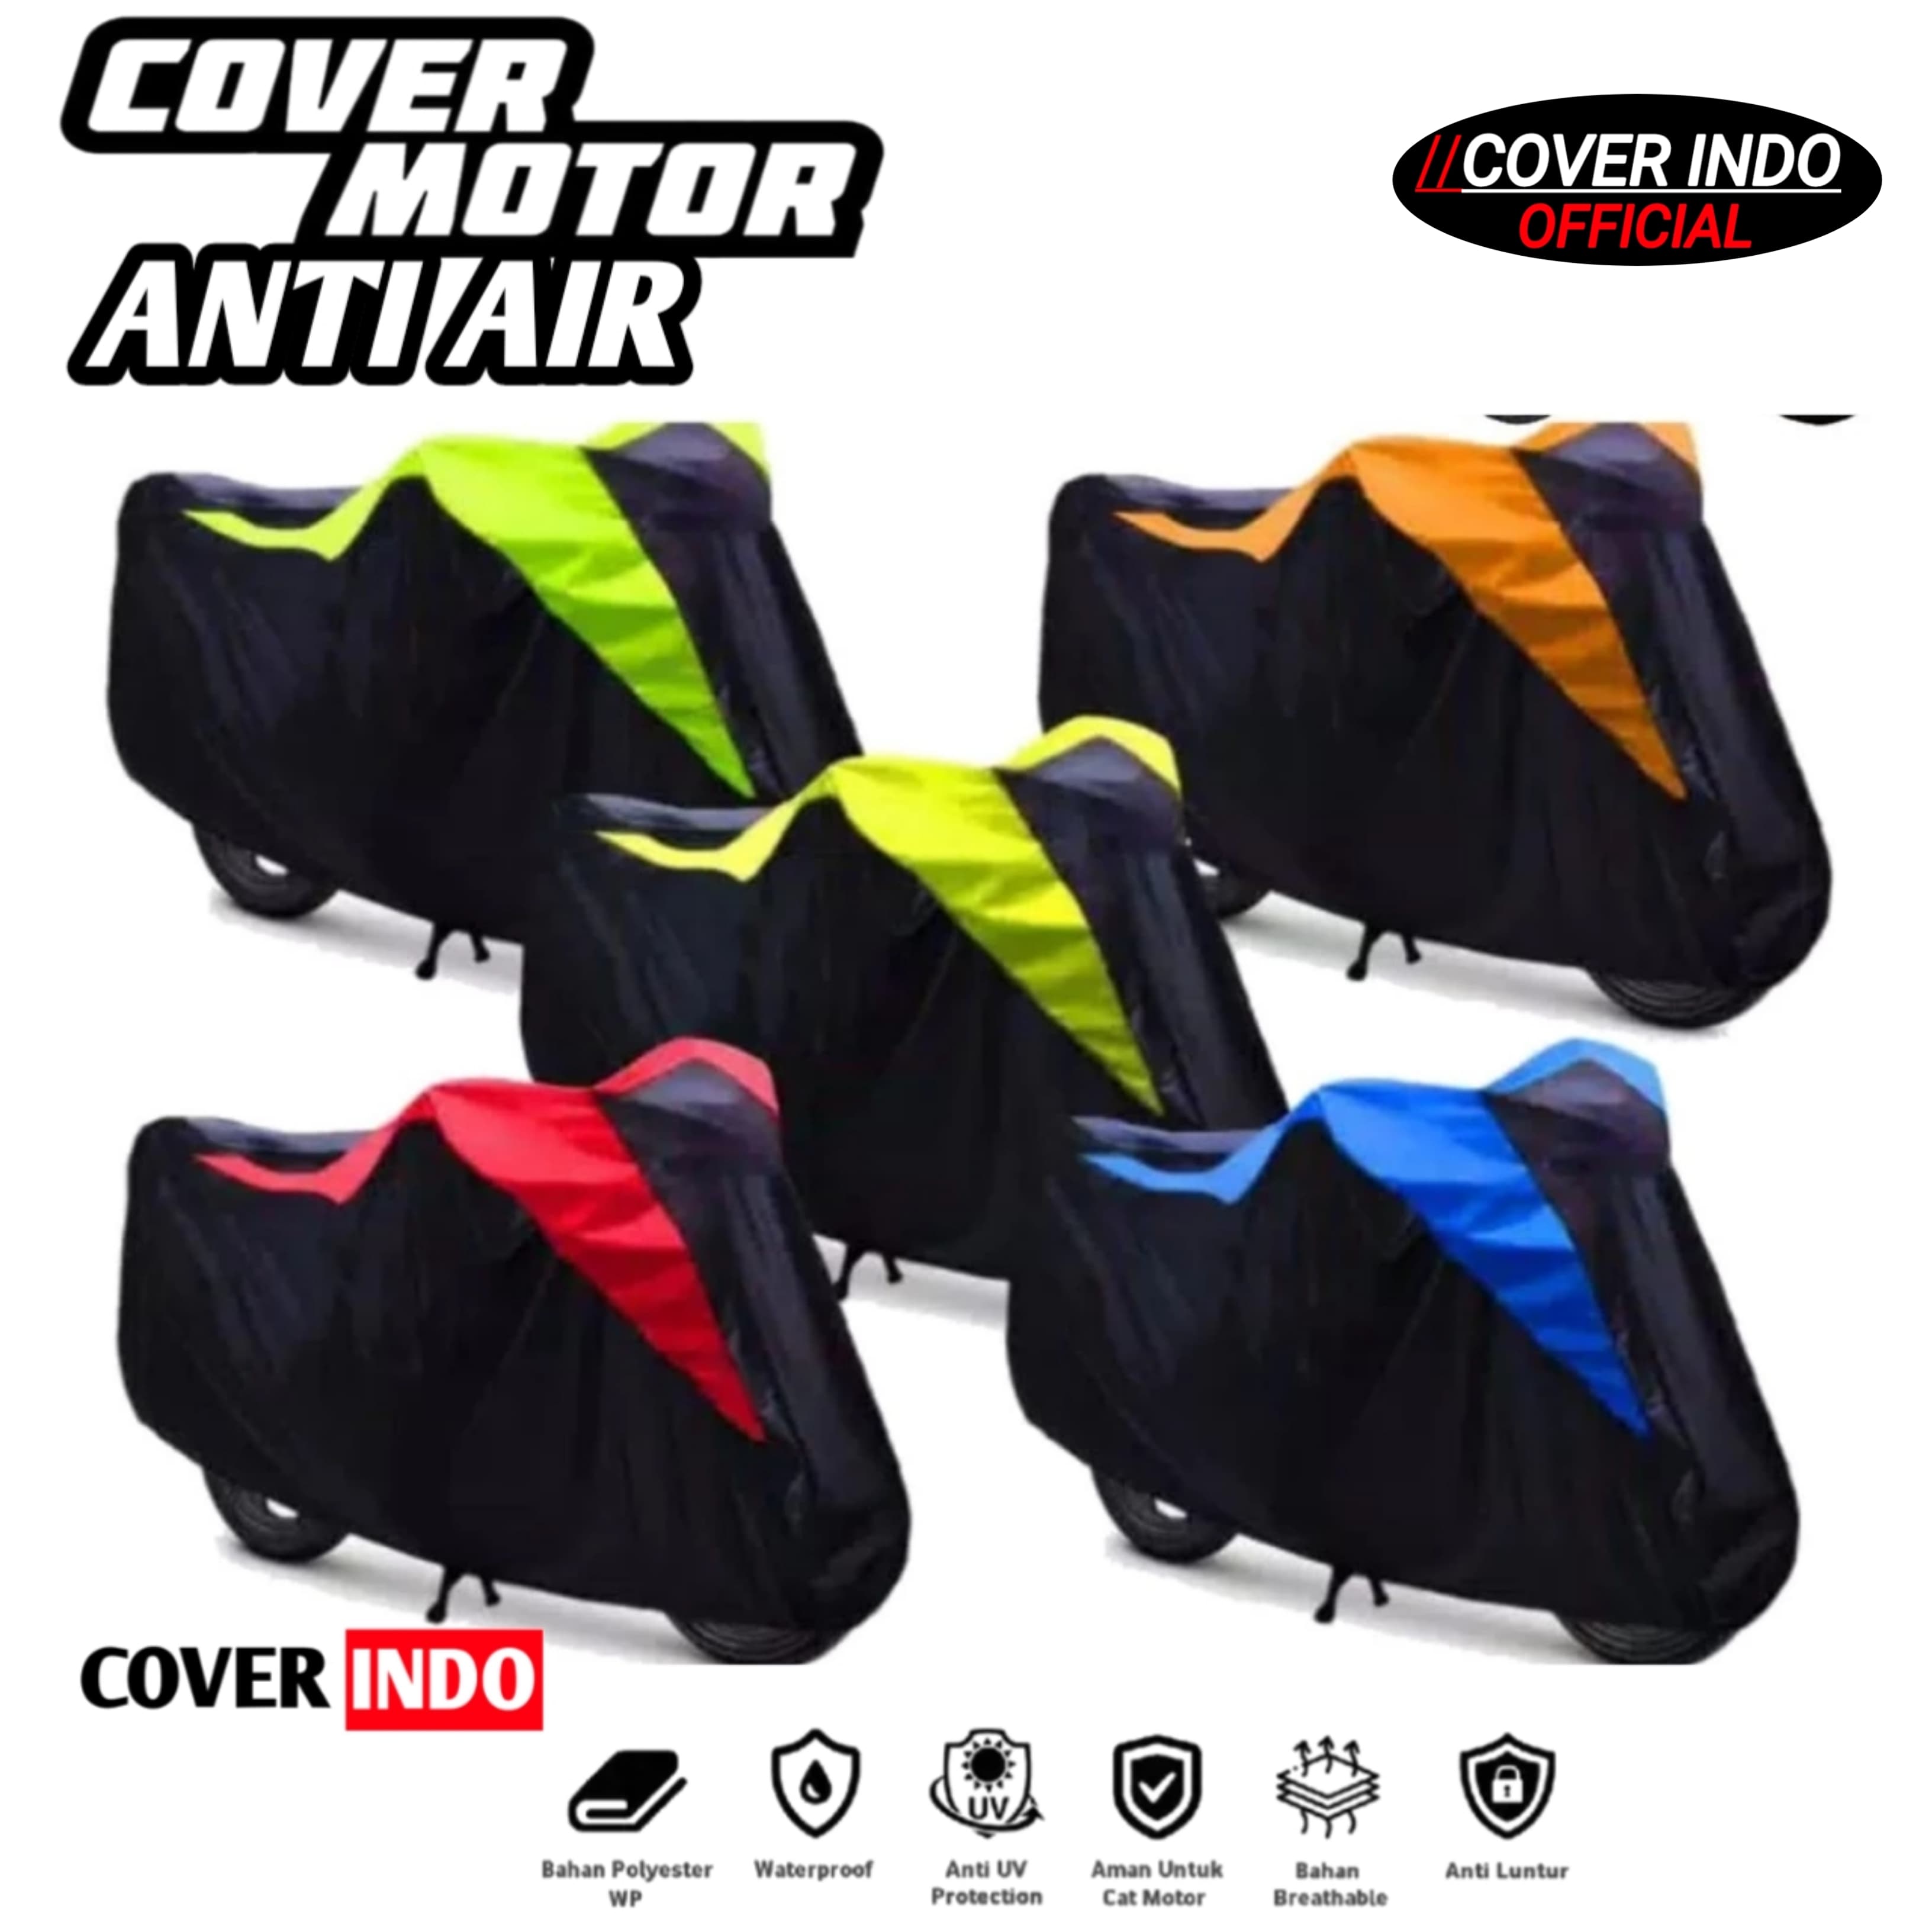 COVER
MOTOR
ANTI AIR
//COVER INDO
OFFICIAL
COVER INDO
Bahan Polyester
WP
Waterproof
UV
Anti UV
Protection
Aman Untuk
Cat Motor
Bahan
Breathable
Anti Luntur